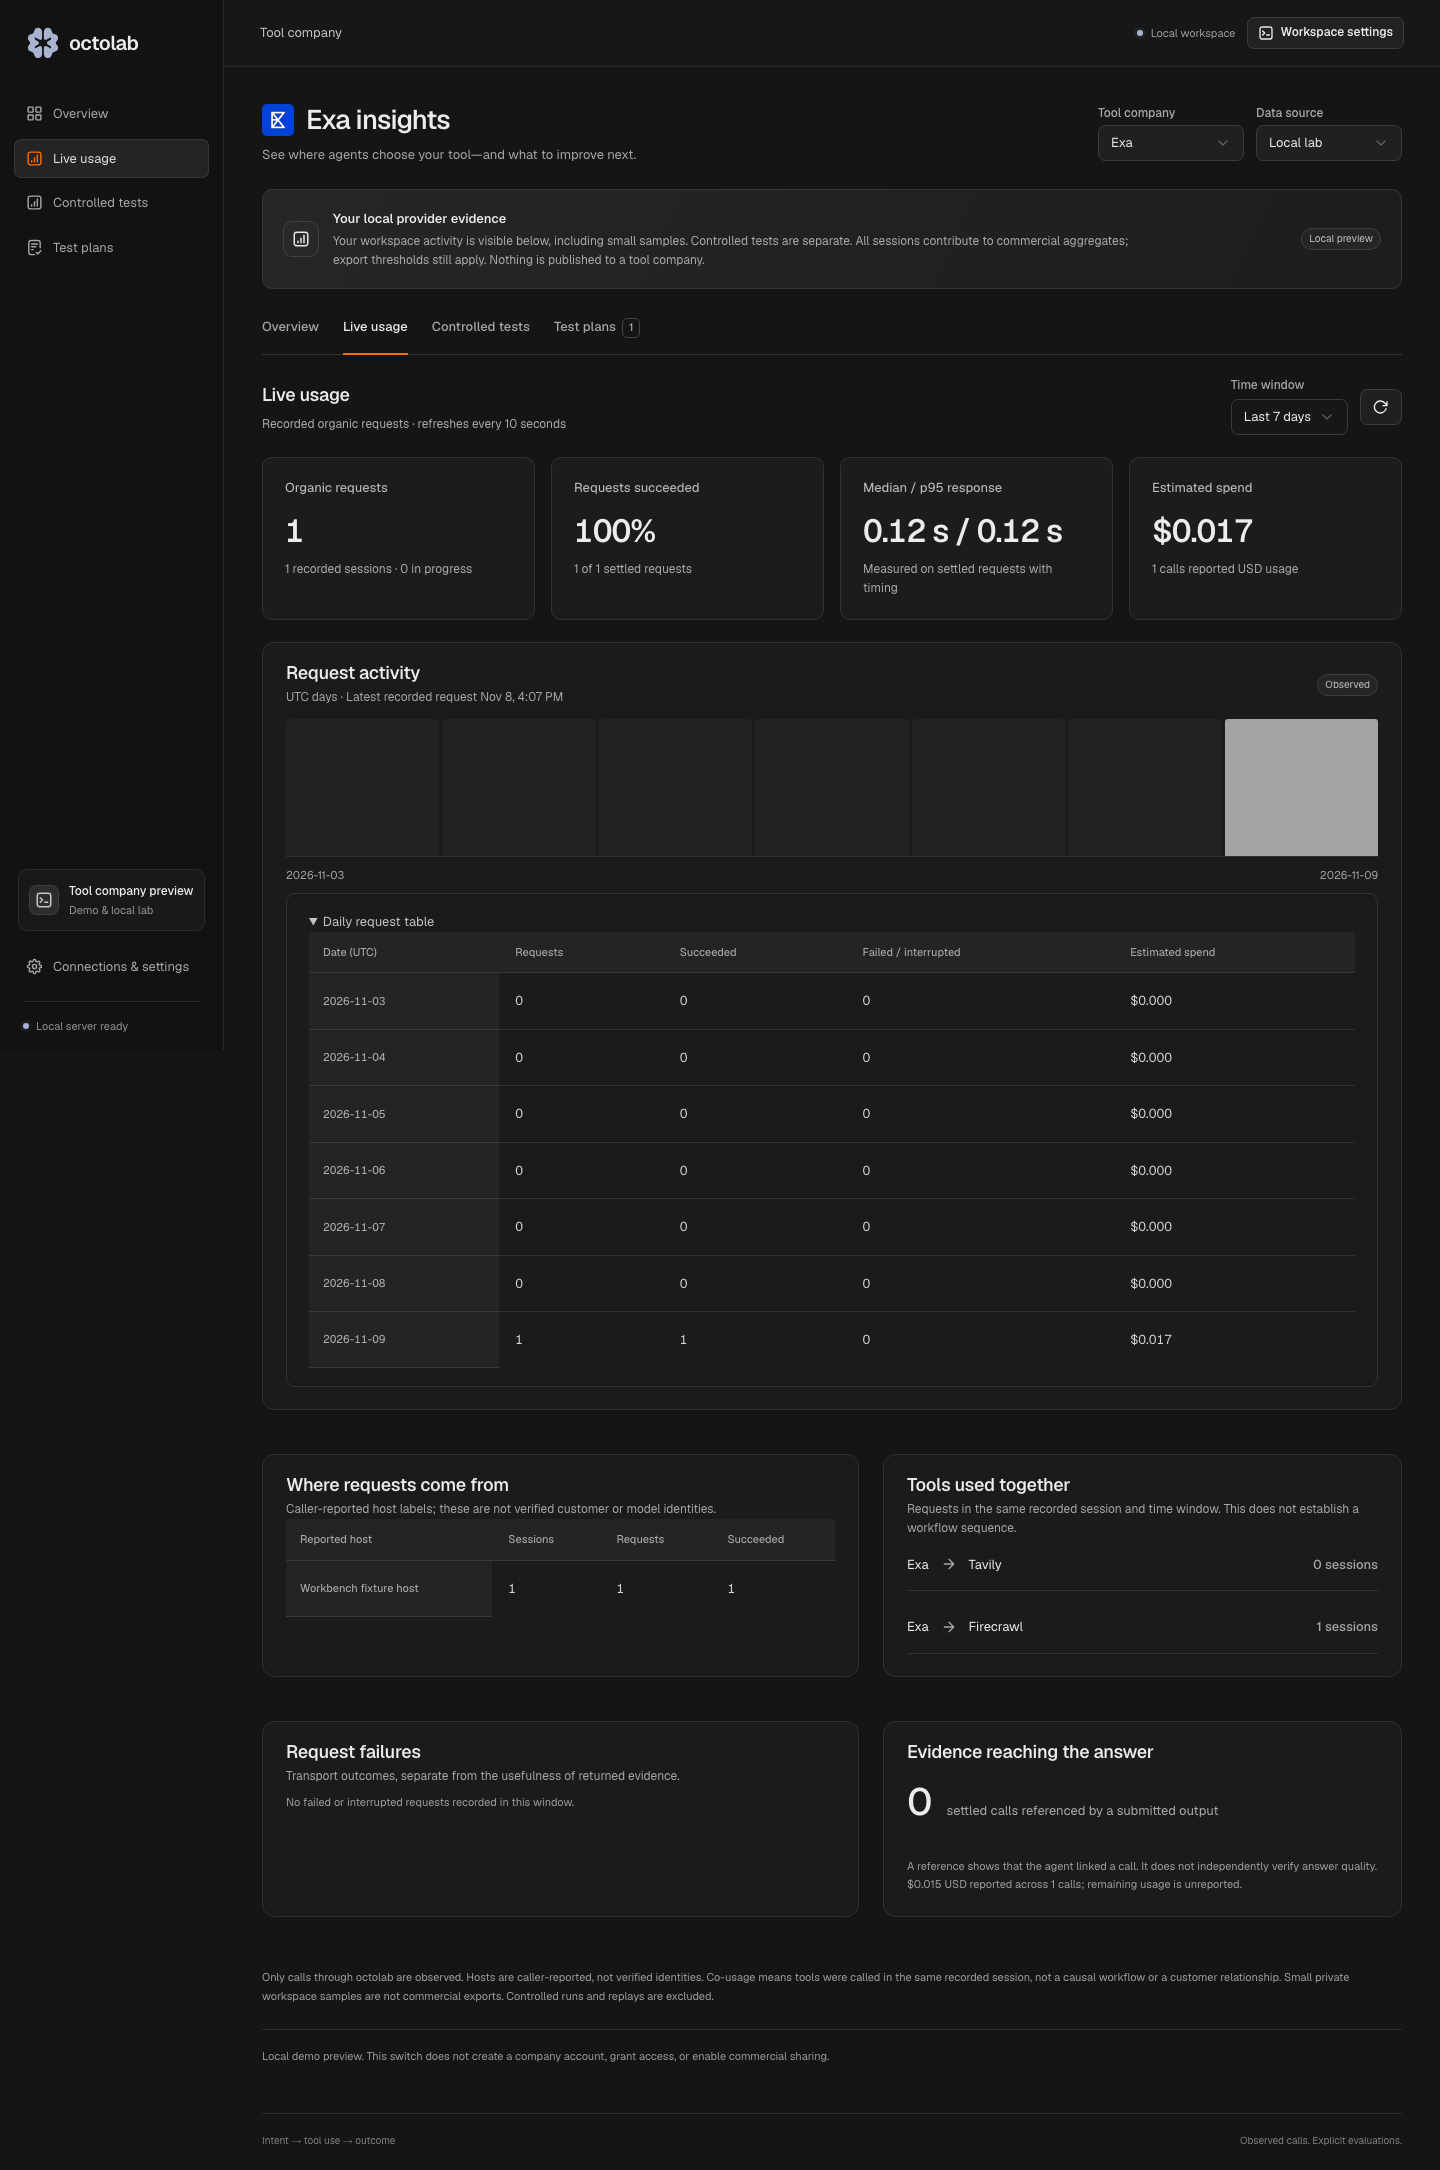 octolab
Overview
Live usage
Controlled tests
Test plans
Tool company preview
Demo & local lab
Connections & settings
Local server ready
Tool company
Local workspace
Workspace settings
Exa insights
See where agents choose your tool—and what to improve next.
Tool company
Exa
Data source
Local lab
Your local provider evidence
Your workspace activity is visible below, including small samples. Controlled tests are separate. All sessions contribute to commercial aggregates;
export thresholds still apply. Nothing is published to a tool company.
Local preview
Overview
Live usage
Controlled tests
Test plans 1
Live usage
Recorded organic requests · refreshes every 10 seconds
Time window
Last 7 days
Organic requests
1
1 recorded sessions · 0 in progress
Requests succeeded
100%
1 of 1 settled requests
Median / p95 response
0.12 s / 0.12 s
Measured on settled requests with
timing
Estimated spend
$0.017
1 calls reported USD usage
Request activity
UTC days · Latest recorded request Nov 8, 4:07 PM
Observed
2026-11-03
2026-11-09
▼ Daily request table
Date (UTC) Requests Succeeded Failed / interrupted Estimated spend
2026-11-03 0 0 0 $0.000
2026-11-04 0 0 0 $0.000
2026-11-05 0 0 0 $0.000
2026-11-06 0 0 0 $0.000
2026-11-07 0 0 0 $0.000
2026-11-08 0 0 0 $0.000
2026-11-09 1 1 0 $0.017
Where requests come from
Caller-reported host labels; these are not verified customer or model identities.
Reported host Sessions Requests Succeeded
Workbench fixture host 1 1 1
Tools used together
Requests in the same recorded session and time window. This does not establish a
workflow sequence.
Exa → Tavily 0 sessions
Exa → Firecrawl 1 sessions
Request failures
Transport outcomes, separate from the usefulness of returned evidence.
No failed or interrupted requests recorded in this window.
Evidence reaching the answer
0 settled calls referenced by a submitted output
A reference shows that the agent linked a call. It does not independently verify answer quality.
$0.015 USD reported across 1 calls; remaining usage is unreported.
Only calls through octolab are observed. Hosts are caller-reported, not verified identities. Co-usage means tools were called in the same recorded session, not a causal workflow or a customer relationship. Small private
workspace samples are not commercial exports. Controlled runs and replays are excluded.
Local demo preview. This switch does not create a company account, grant access, or enable commercial sharing.
Intent → tool use → outcome
Observed calls. Explicit evaluations.